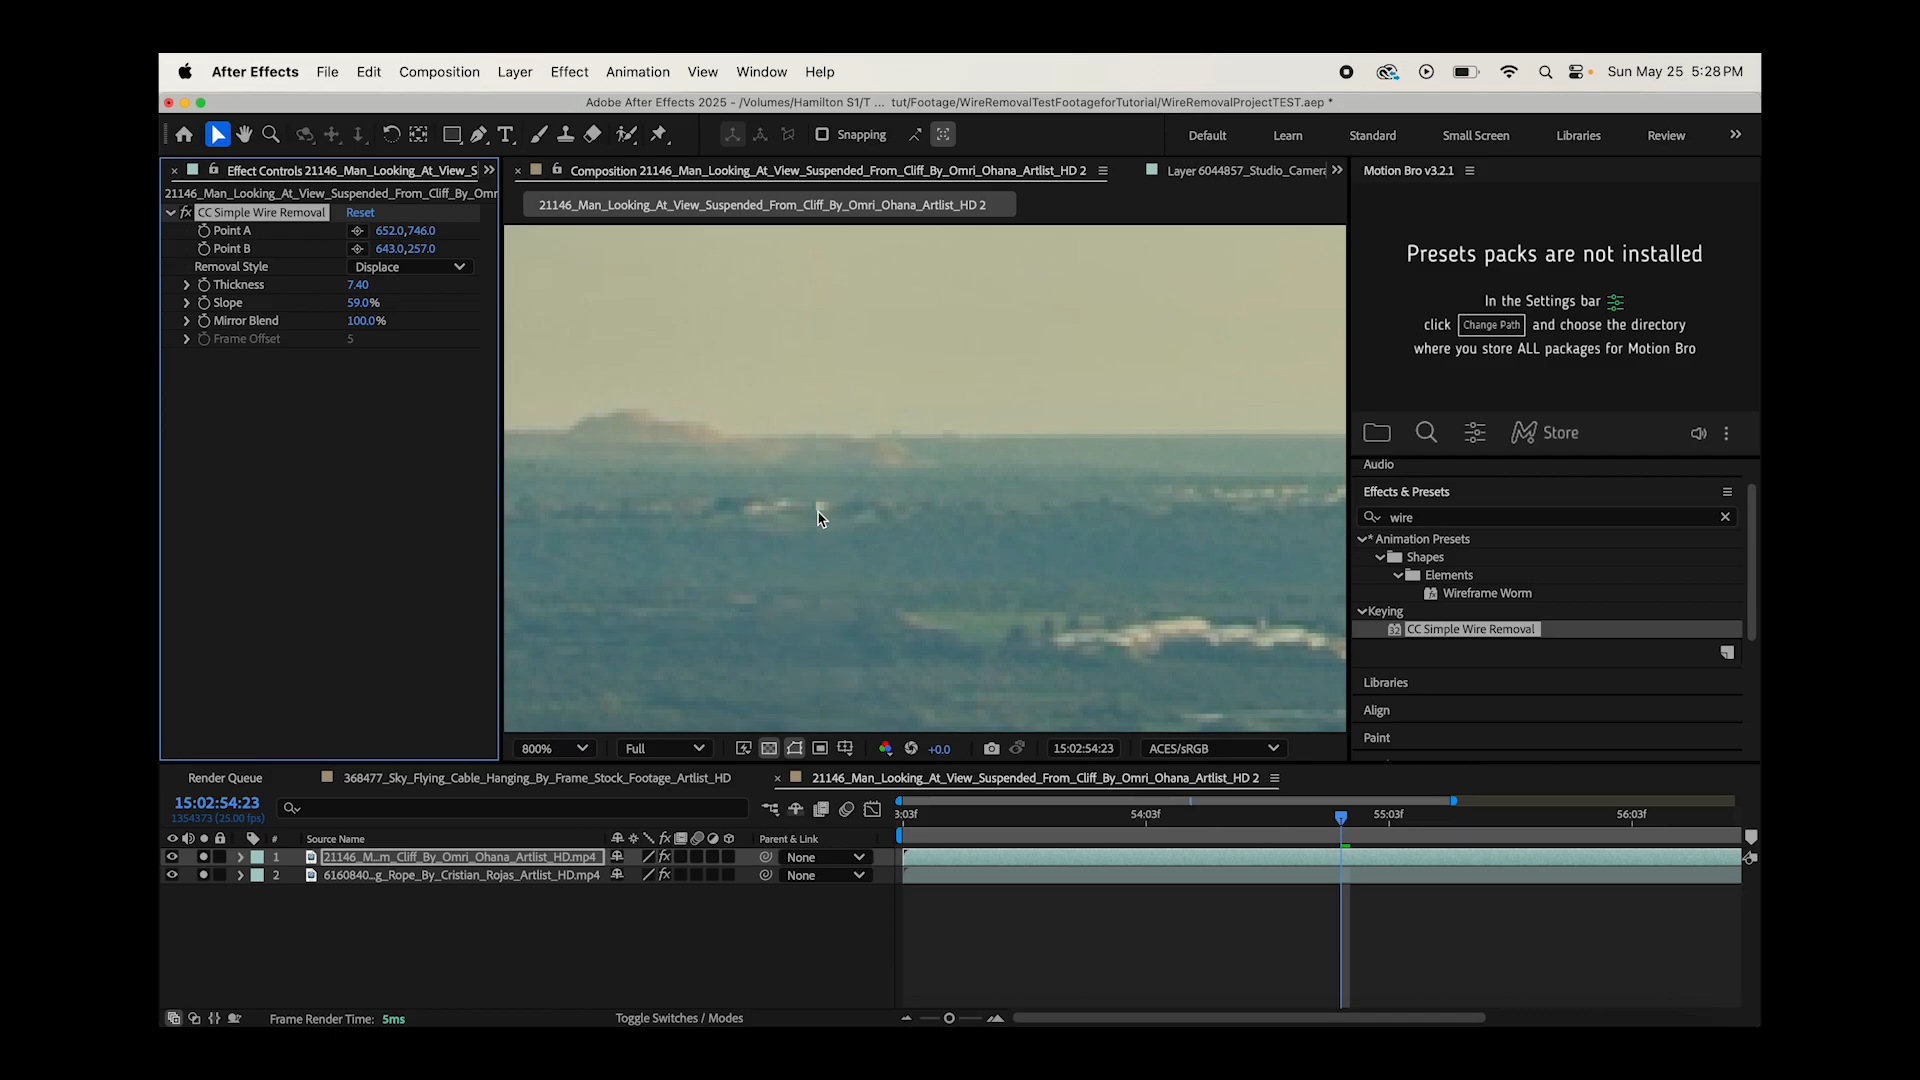 After Effects File Edit Composition Layer Effect Animation View Window Help Sun May 25 5:28 PM
Adobe After Effects 2025 - /Volumes/Hamilton S1/T ... tut/Footage/WireRemovalTestFootageforTutorial/WireRemovalProjectTEST.aep *
Snapping Default Learn Standard Small Screen Libraries Review
Effect Controls 21146_Man_Looking_At_View_S
Composition 21146_Man_Looking_At_View_Suspended_From_Cliff_By_Omri_Ohana_Artlist_HD 2
Layer 6044857_Studio_Camera
Motion Bro v3.2.1
21146_Man_Looking_At_View_Suspended_From_Cliff_By_Omr
21146_Man_Looking_At_View_Suspended_From_Cliff_By_Omri_Ohana_Artlist_HD 2
fx CC Simple Wire Removal Reset
Point A 652.0,746.0
Point B 643.0,257.0
Removal Style Displace
Thickness 7.40
Slope 59.0%
Mirror Blend 100.0%
Frame Offset 5
Presets packs are not installed
In the Settings bar
click Change Path and choose the directory
where you store ALL packages for Motion Bro
Store
Audio
Effects & Presets
wire
* Animation Presets
Shapes
Elements
Wireframe Worm
Keying
32 CC Simple Wire Removal
Libraries
Align
Paint
800% Full +0.0 15:02:54:23 ACES/sRGB
Render Queue 368477_Sky_Flying_Cable_Hanging_By_Frame_Stock_Footage_Artlist_HD 21146_Man_Looking_At_View_Suspended_From_Cliff_By_Omri_Ohana_Artlist_HD 2
15:02:54:23
1354373 (25.00 fps)
3:03f 54:03f 55:03f 56:03f
# Source Name fx Parent & Link
1 21146_M...m_Cliff_By_Omri_Ohana_Artlist_HD.mp4 fx None
2 6160840...g_Rope_By_Cristian_Rojas_Artlist_HD.mp4 fx None
Frame Render Time: 5ms Toggle Switches / Modes